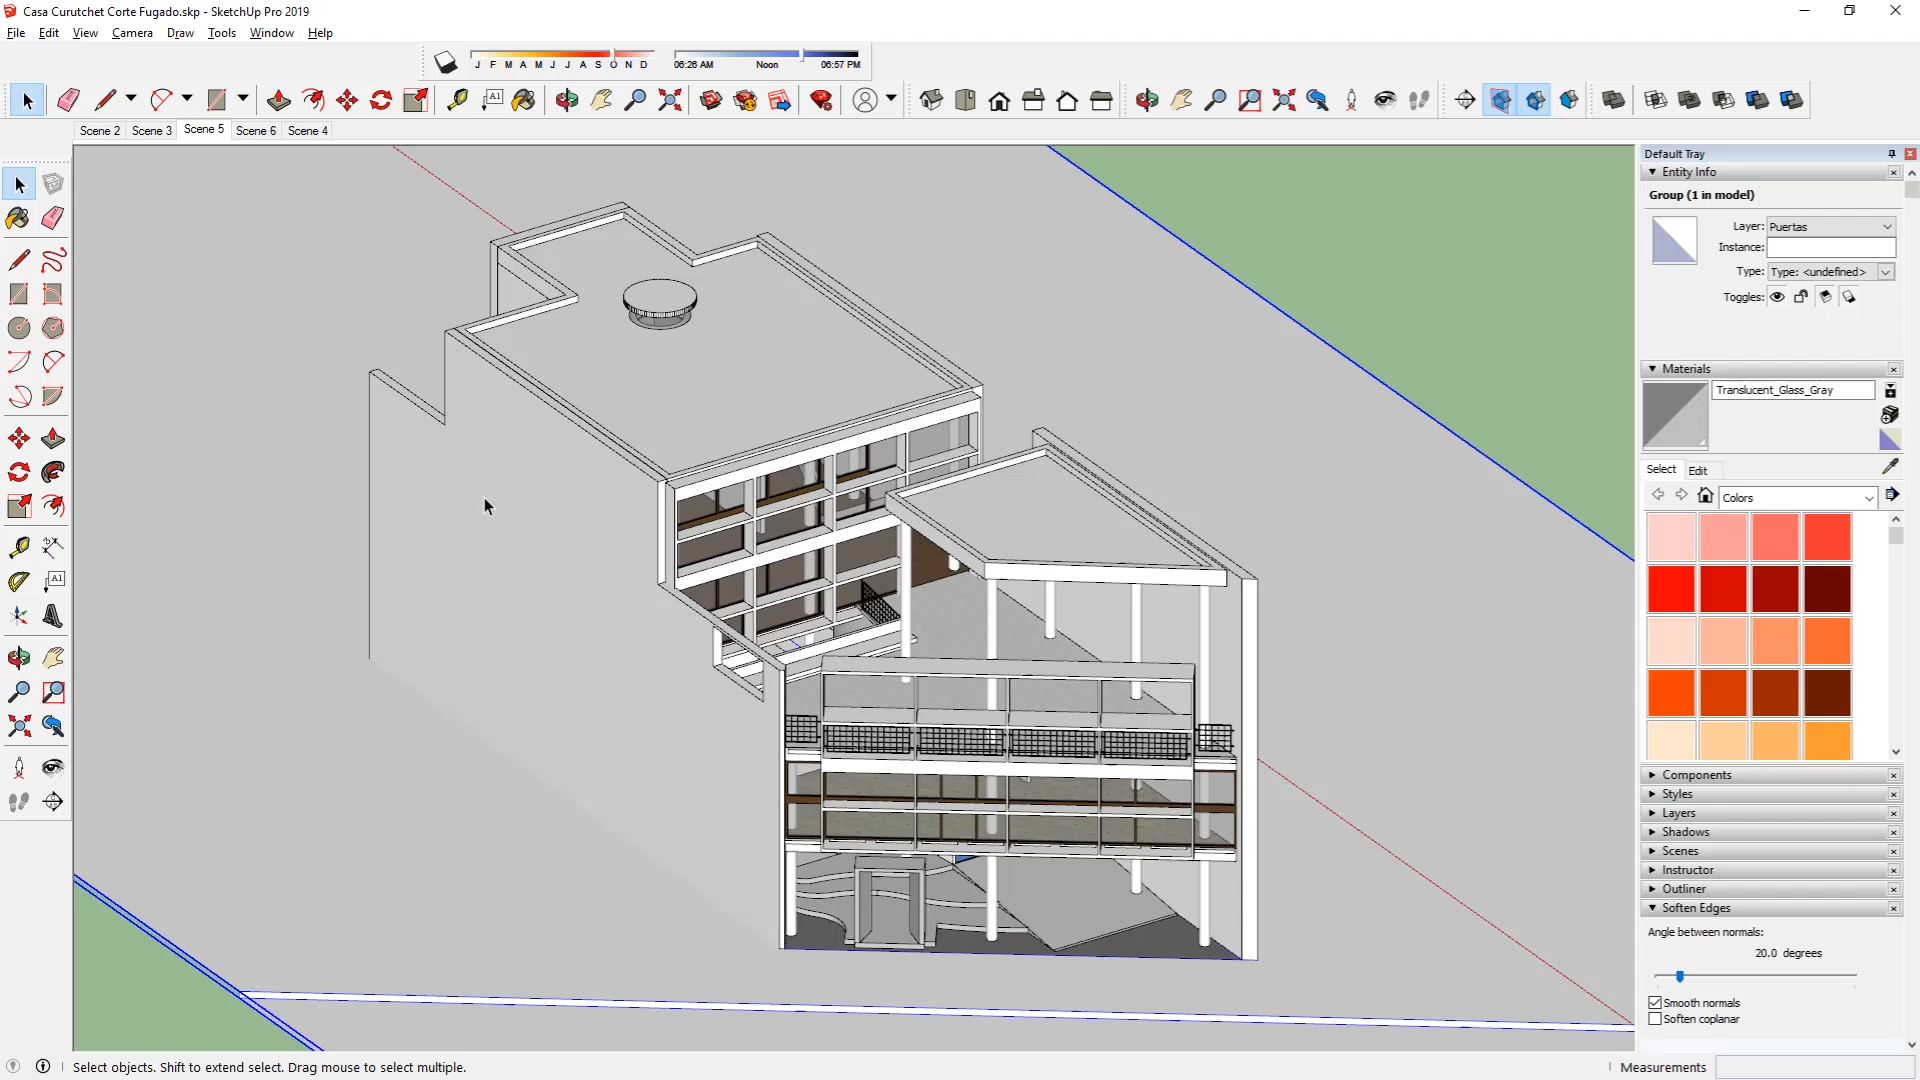 Casa Curutchet Corte Fugado.skp - SketchUp Pro 2019
File Edit View Camera Draw Tools Window Help
J F M A M J J A S O N D
06:26 AM Noon 06:57 PM
A1
Scene 2 Scene 3 Scene 5 Scene 6 Scene 4
Default Tray
Entity Info
Group (1 in model)
Layer: Puertas
Instance:
Type: Type: <undefined>
Toggles:
Materials
Translucent_Glass_Gray
Select Edit
Colors
A1
Components
Styles
Layers
Shadows
Scenes
Instructor
Outliner
Soften Edges
Angle between normals:
20.0 degrees
Smooth normals
Soften coplanar
Select objects. Shift to extend select. Drag mouse to select multiple.
Measurements